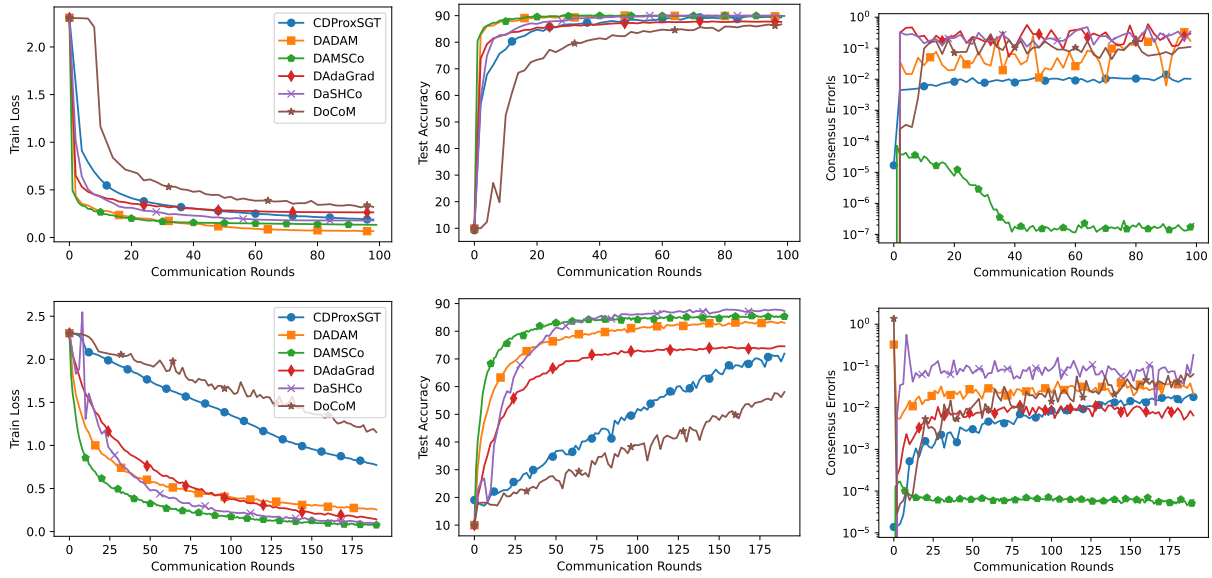 2.0
1.5
1.0
0.5
0.0
Train Loss
0 20 40 60 80 100
Communication Rounds
CDProxSGT
DADAM
DAMSCo
DAdaGrad
DaSHCo
DoCoM
90
80
70
60
50
40
30
20
10
Test Accuracy
0 20 40 60 80 100
Communication Rounds
10^0
10^-1
10^-2
10^-3
10^-4
10^-5
10^-6
10^-7
Consensus Errorls
0 20 40 60 80 100
Communication Rounds
2.5
2.0
1.5
1.0
0.5
0.0
Train Loss
0 25 50 75 100 125 150 175
Communication Rounds
CDProxSGT
DADAM
DAMSCo
DAdaGrad
DaSHCo
DoCoM
90
80
70
60
50
40
30
20
10
Test Accuracy
0 25 50 75 100 125 150 175
Communication Rounds
10^0
10^-1
10^-2
10^-3
10^-4
10^-5
Consensus Errorls
0 25 50 75 100 125 150 175
Communication Rounds